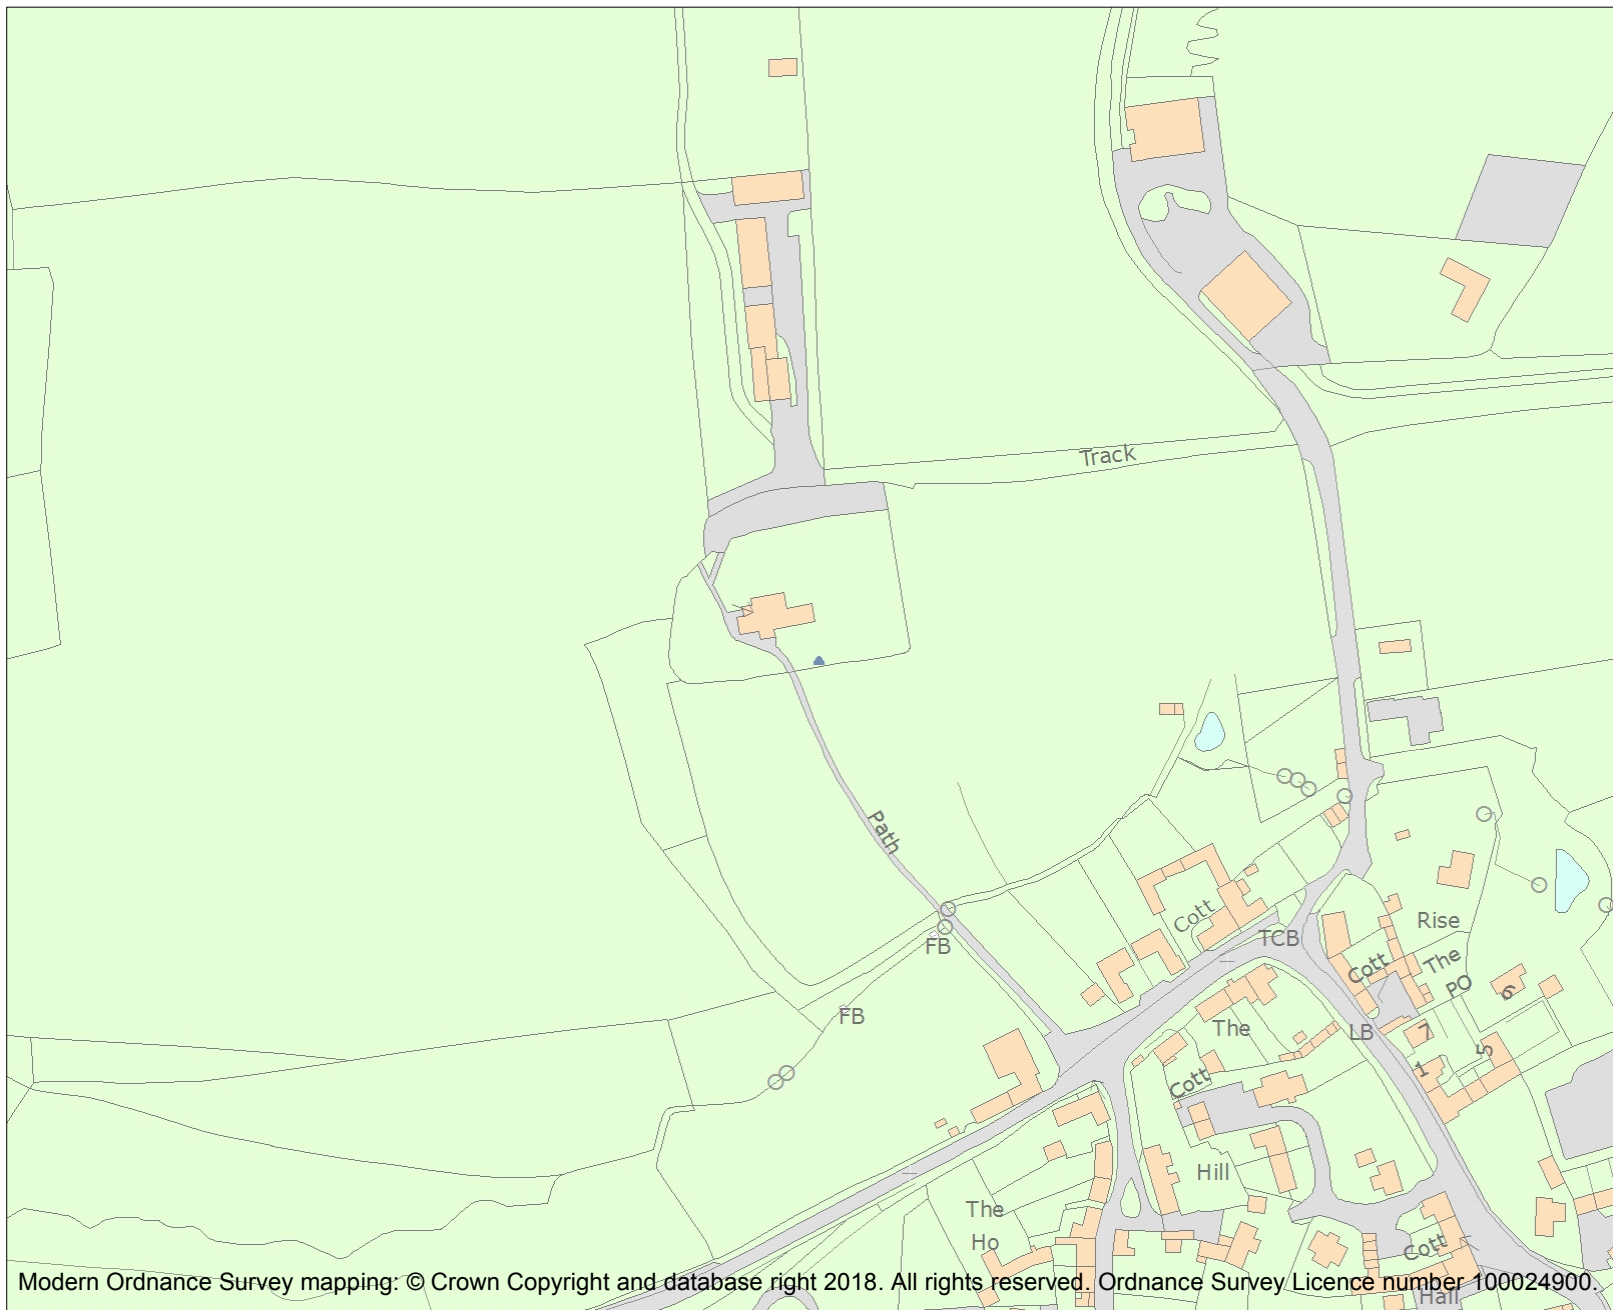 Track
Path
Cott
TCB
Rise
FB
Cott
The
PO
6
FB
The
LB
7
5
1
Cott
Hill
The
Ho
Cott
Modern Ordnance Survey mapping: © Crown Copyright and database right 2018. All rights reserved. Ordnance Survey Licence number 100024900.
Hall